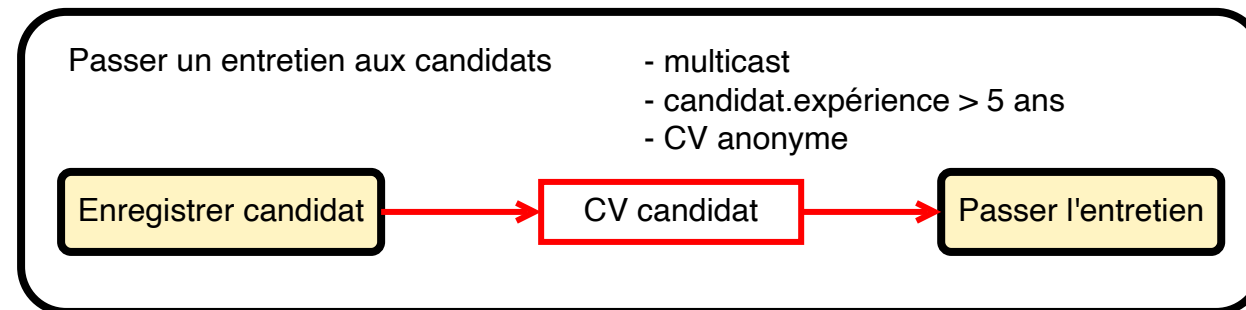 Passer un entretien aux candidats
- multicast
- candidat.expérience > 5 ans
- CV anonyme
Enregistrer candidat
CV candidat
Passer l'entretien